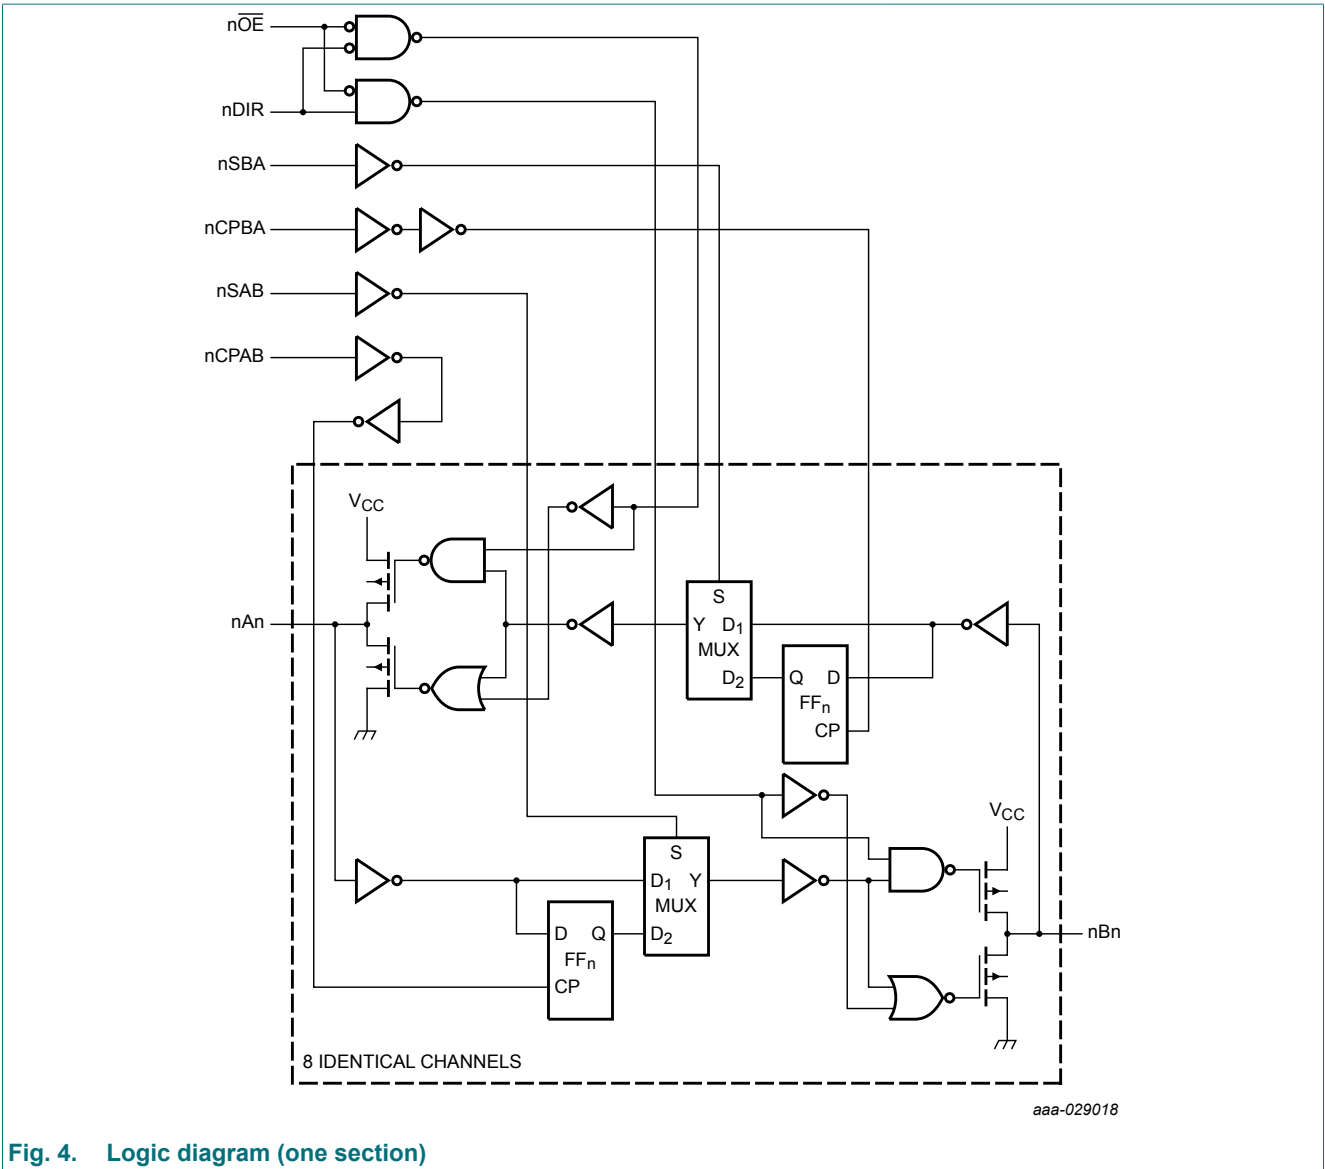 nOE
nDIR
nSBA
nCPBA
nSAB
nCPAB
VCC
nAn
S
Y D1
MUX
D2
Q D
FFn
CP
VCC
S
D1 Y
MUX
D2
D Q
FFn
CP
nBn
8 IDENTICAL CHANNELS
aaa-029018
Fig. 4. Logic diagram (one section)